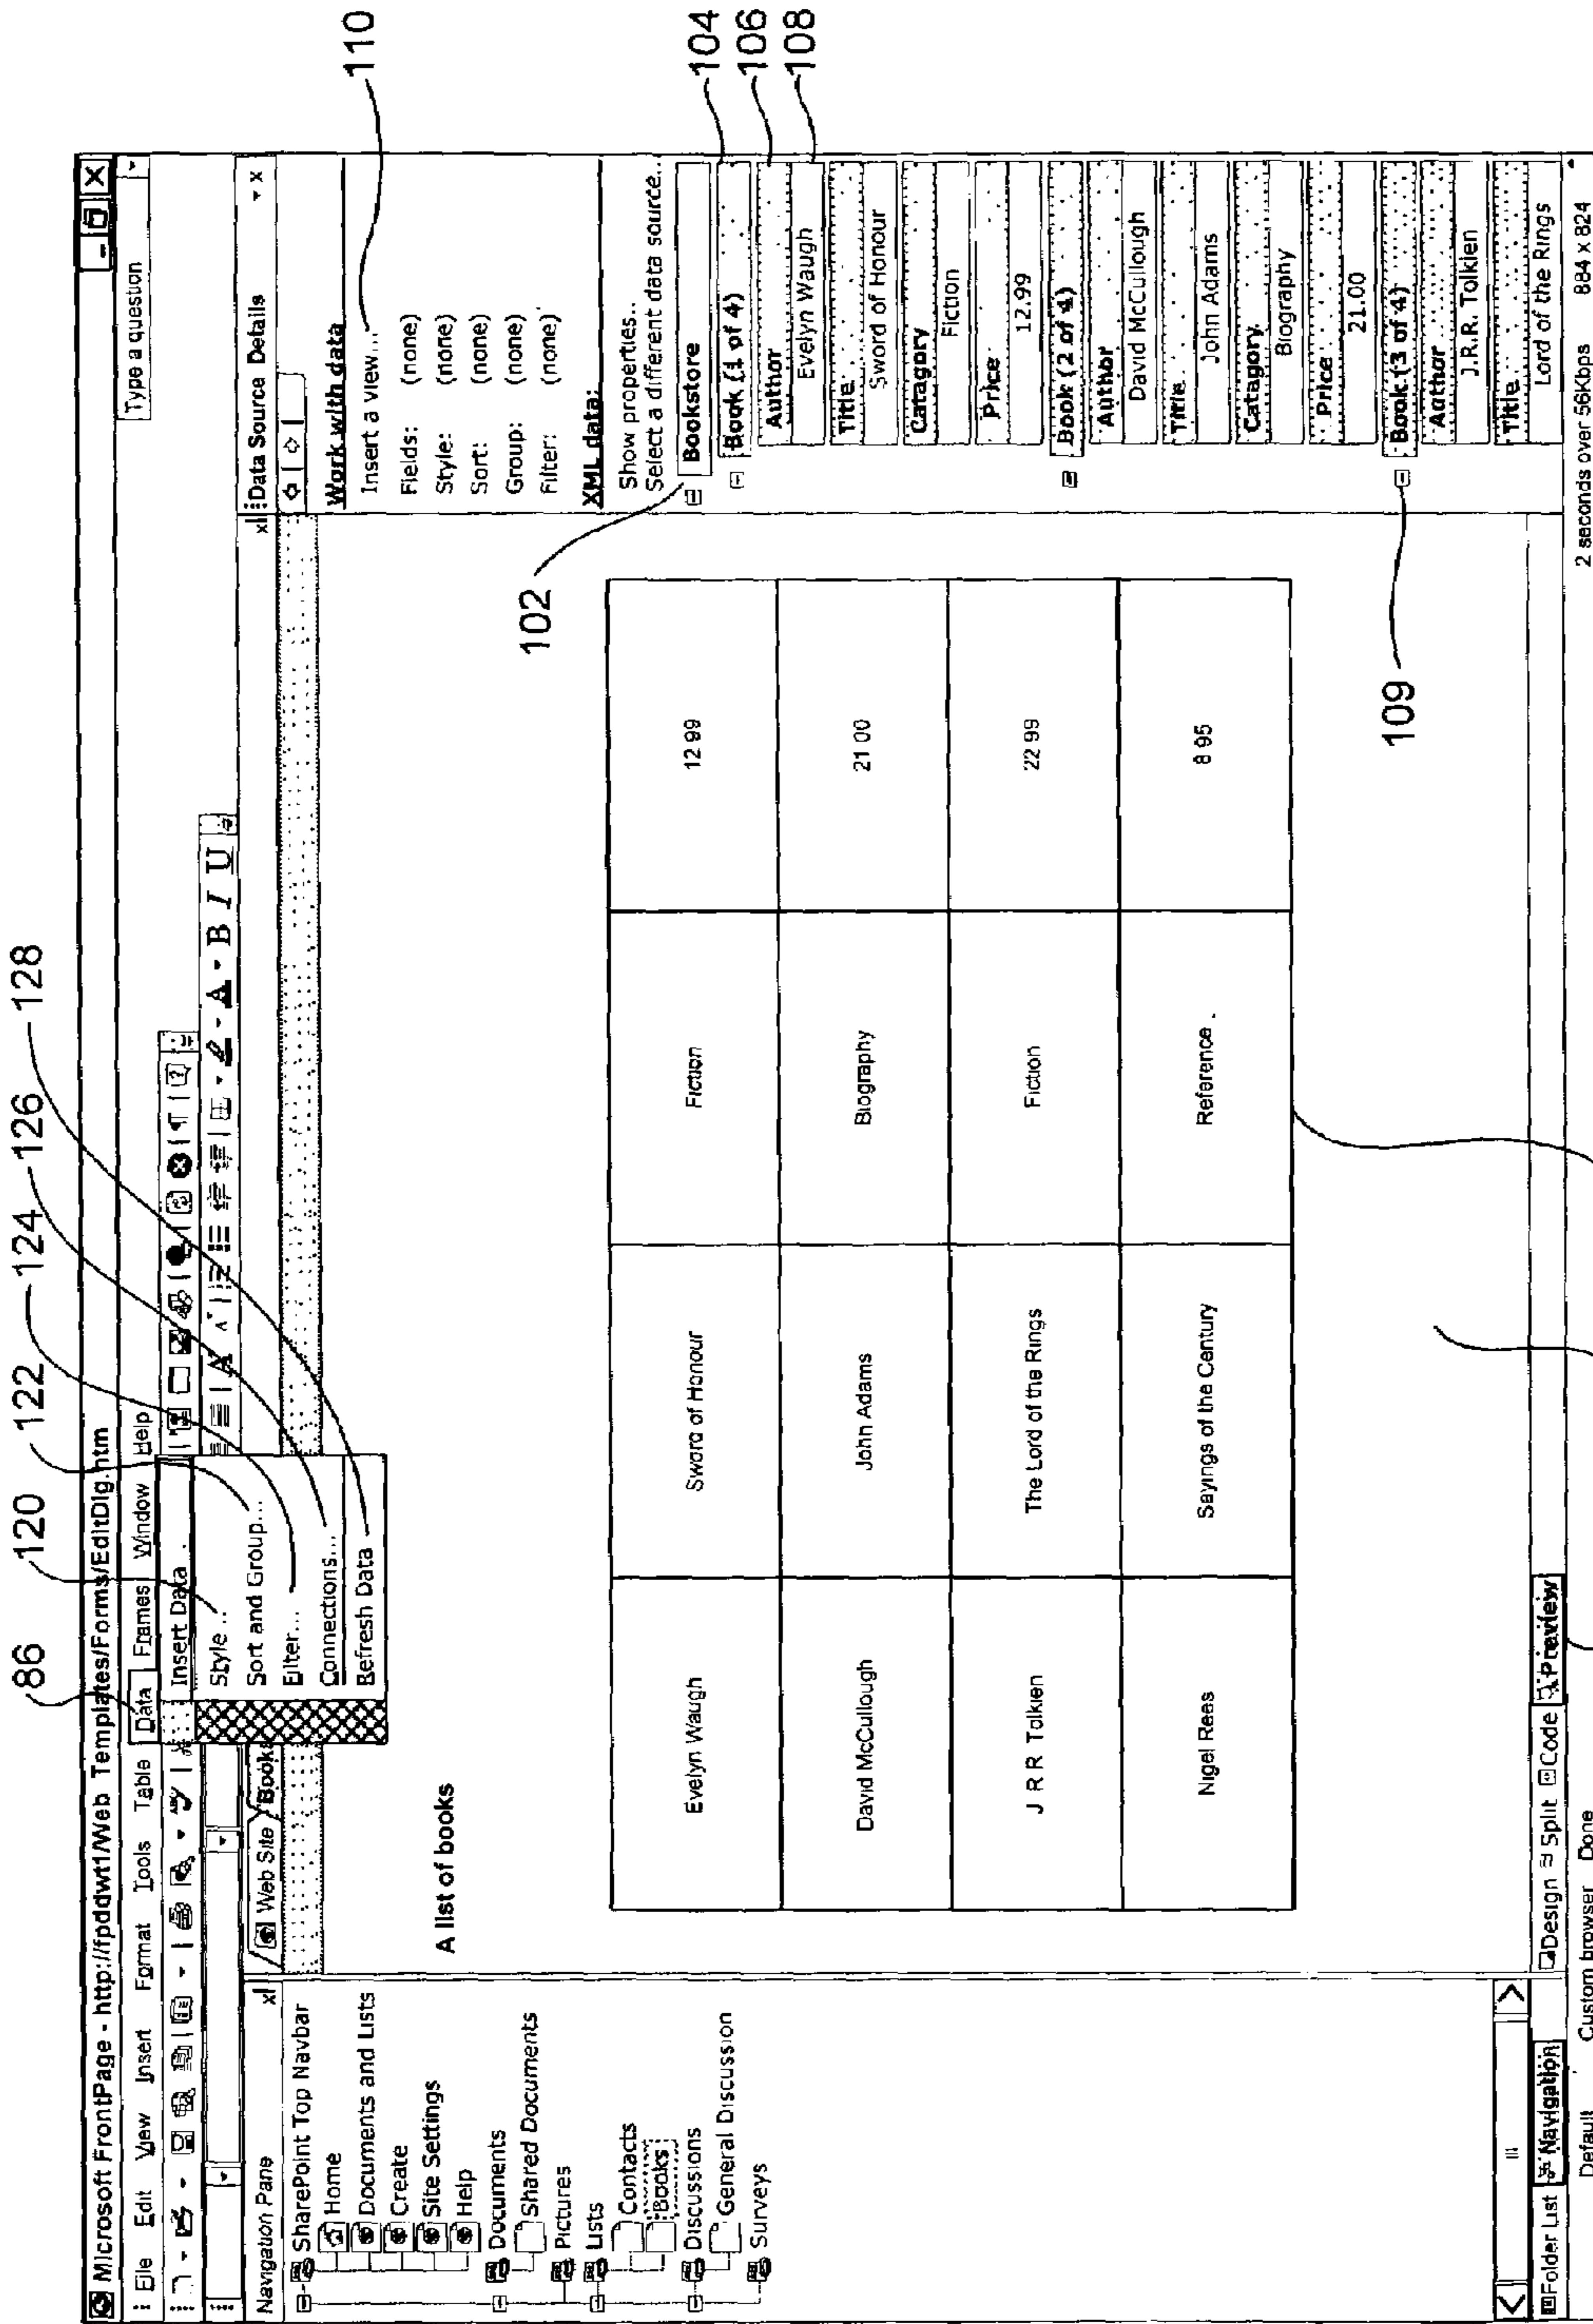 86 120 122 124 126 128
Microsoft FrontPage - http://fpddwt1/Web Templates/Forms/EditDlg.htm
File Edit View Insert Format Tools Table Data Frames Window Help
Type a question
Insert Data
Style...
Sort and Group...
Filter...
Connections...
Refresh Data
A B I U
Navigation Pane
SharePoint Top Navbar
Home
Documents and Lists
Create
Site Settings
Help
Documents
Shared Documents
Pictures
Lists
Contacts
Books
Discussions
General Discussion
Surveys
Web Site Books
A list of books
Evelyn Waugh Sword of Honour Fiction 12 99
David McCullough John Adams Biography 21 00
J R R Tolkien The Lord of the Rings Fiction 22 99
Nigel Rees Sayings of the Century Reference 8 95
Data Source Details
Work with data
Insert a view...
110
Fields: (none)
Style: (none)
Sort: (none)
Group: (none)
Filter: (none)
XML data:
Show properties..
Select a different data source..
102
Bookstore
104
Book (1 of 4)
106
Author
108
Evelyn Waugh
Title
Sword of Honour
Catagory
Fiction
Price
12.99
Book (2 of 4)
Author
David McCullough
Title
John Adams
Catagory
Biography
Price
21.00
109
Book (3 of 4)
Author
J.R.R. Tolkien
Title
Lord of the Rings
Folder List Navigation
Design Split Code Preview
Default Custom browser Done
2 seconds over 56Kbps 884 x 824